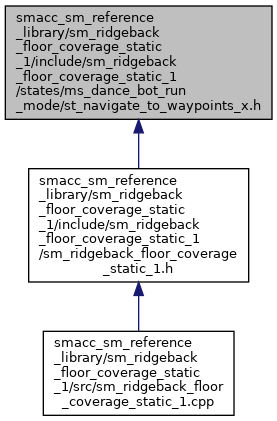 smacc_sm_reference
_library/sm_ridgeback
_floor_coverage_static
_1/include/sm_ridgeback
_floor_coverage_static_1
/states/ms_dance_bot_run
_mode/st_navigate_to_waypoints_x.h
smacc_sm_reference
_library/sm_ridgeback
_floor_coverage_static
_1/include/sm_ridgeback
_floor_coverage_static_1
/sm_ridgeback_floor_coverage
_static_1.h
smacc_sm_reference
_library/sm_ridgeback
_floor_coverage_static
_1/src/sm_ridgeback_floor
_coverage_static_1.cpp